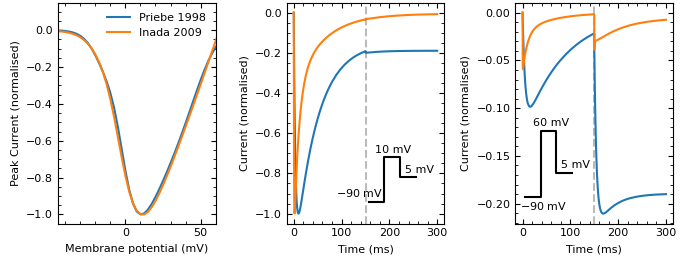 Peak Current (normalised)
0.0
−0.2
−0.4
−0.6
−0.8
−1.0
Priebe 1998
Inada 2009
0
50
Membrane potential (mV)
Current (normalised)
0.0
−0.2
−0.4
−0.6
−0.8
−1.0
10 mV
5 mV
−90 mV
0
100
200
300
Time (ms)
Current (normalised)
0.00
−0.05
−0.10
−0.15
−0.20
60 mV
5 mV
−90 mV
0
100
200
300
Time (ms)